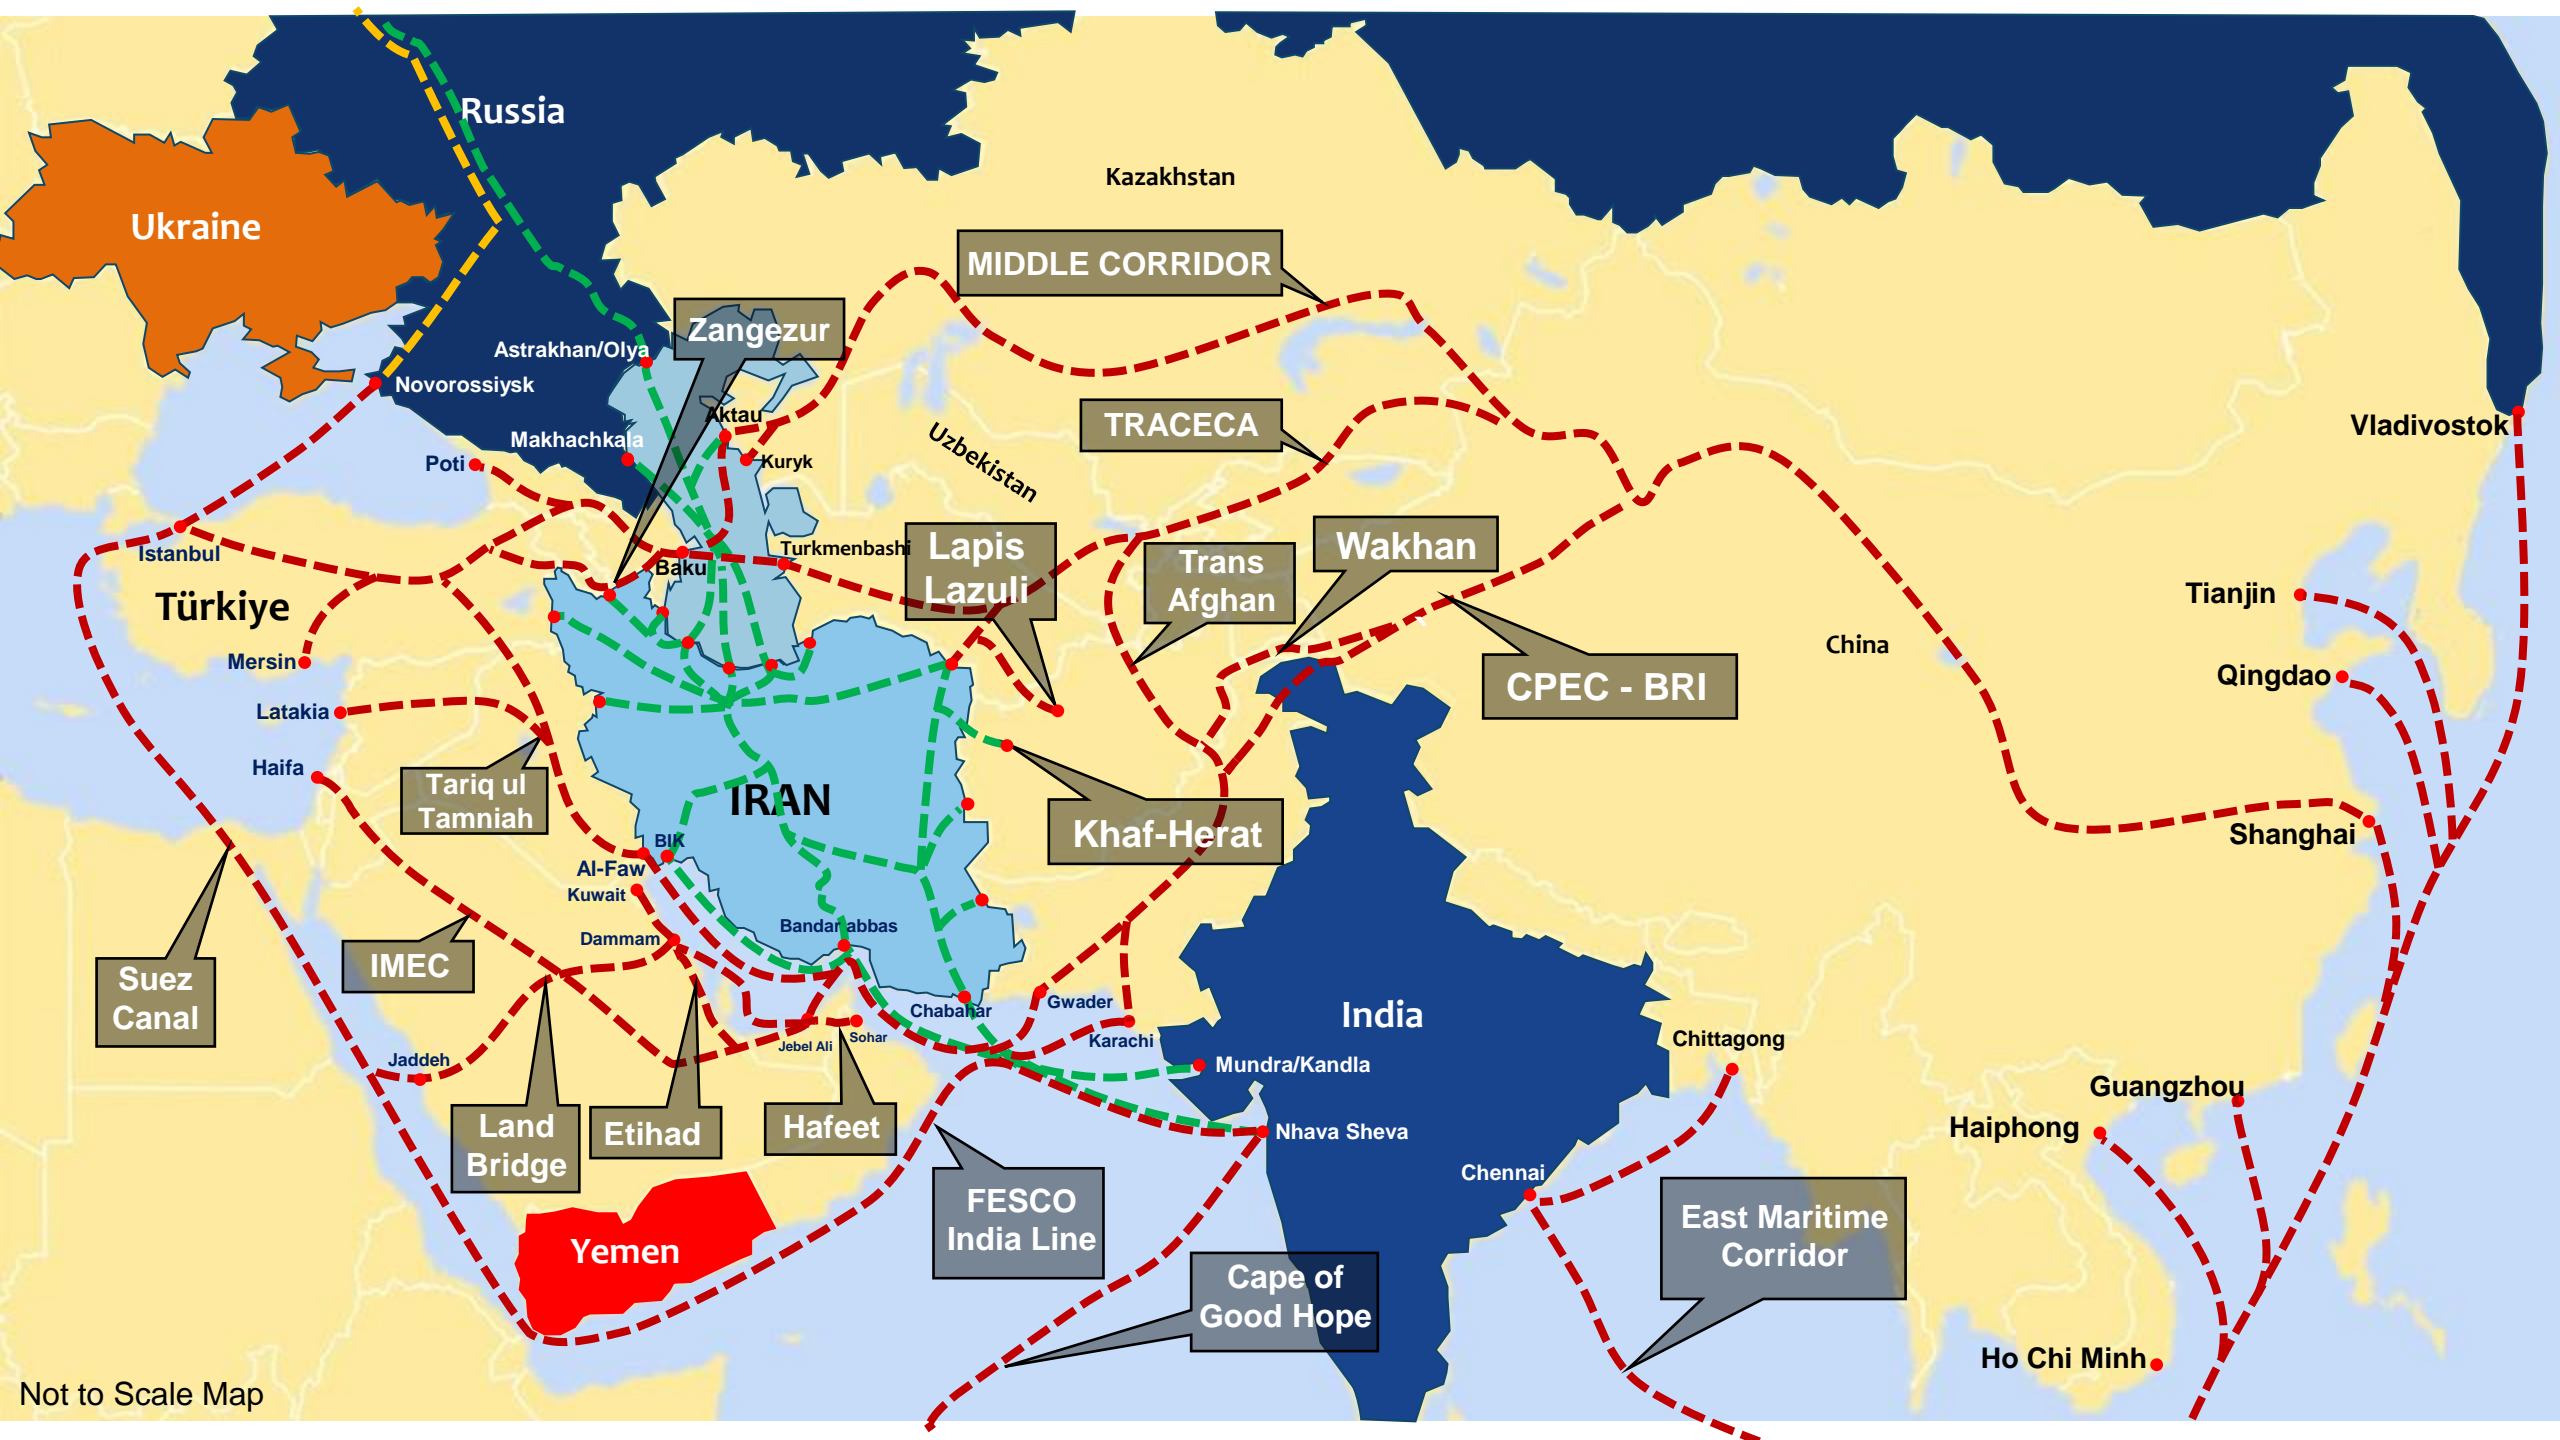 Russia
Kazakhstan
Ukraine
MIDDLE CORRIDOR
Zangezur
Astrakhan/Olya
Novorossiysk
Aktau
TRACECA
Vladivostok
Makhachkala
Poti
Kuryk
Uzbekistan
Istanbul
Turkmenbashi
Baku
Lapis
Lazuli
Trans
Afghan
Wakhan
Türkiye
Tianjin
China
Mersin
Qingdao
CPEC - BRI
Latakia
Haifa
Tariq ul
Tamniah
IRAN
Khaf-Herat
Shanghai
BIK
Al-Faw
Kuwait
Bandar abbas
Dammam
IMEC
Suez
Canal
Chabahar
Gwader
India
Jebel Ali
Sohar
Karachi
Chittagong
Jaddeh
Mundra/Kandla
Guangzhou
Land
Bridge
Etihad
Hafeet
Nhava Sheva
Haiphong
Chennai
FESCO
India Line
East Maritime
Corridor
Yemen
Cape of
Good Hope
Ho Chi Minh
Not to Scale Map